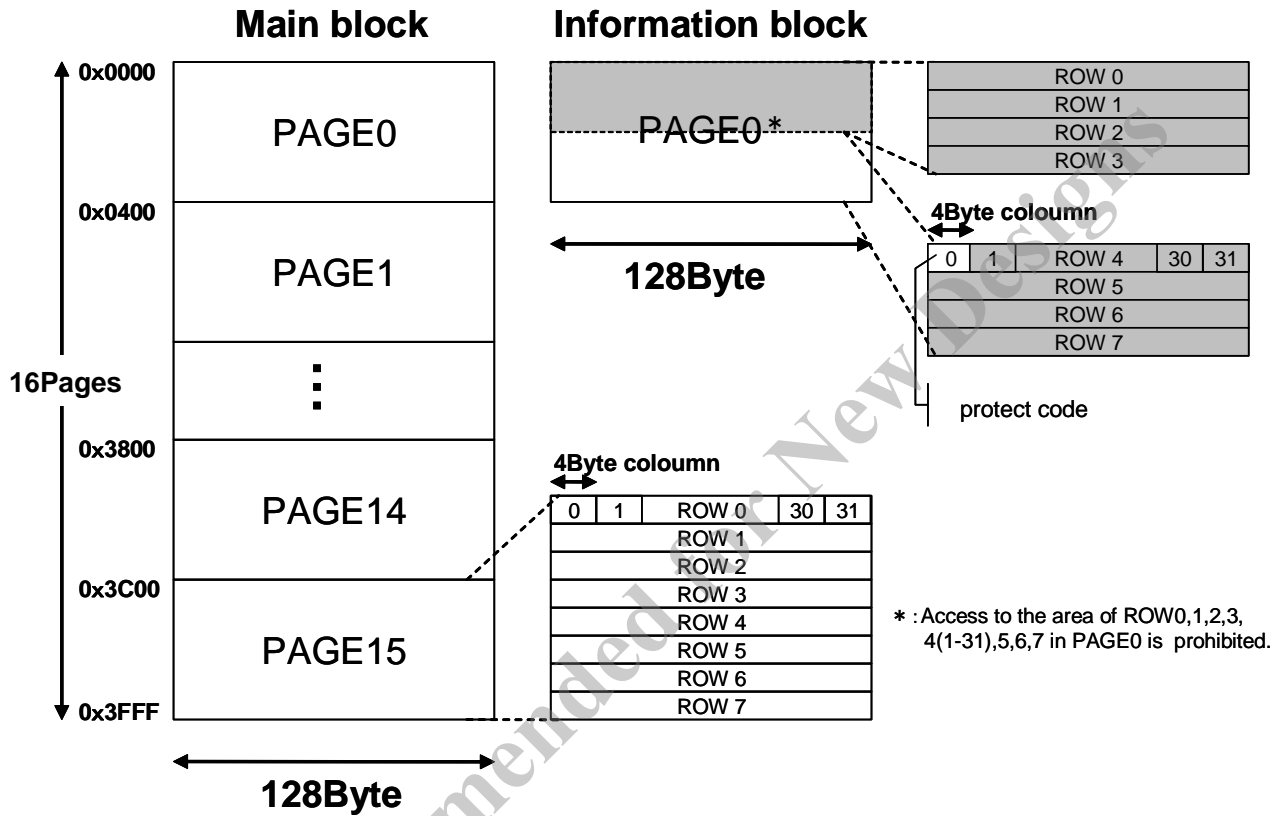 Main block
Information block
0x0000
PAGE0
0x0400
PAGE1
16Pages
0x3800
PAGE14
0x3C00
PAGE15
0x3FFF
128Byte
PAGE0*
128Byte
ROW 0
ROW 1
ROW 2
ROW 3
4Byte coloumn
0 1 ROW 4 30 31
ROW 5
ROW 6
ROW 7
protect code
4Byte coloumn
0 1 ROW 0 30 31
ROW 1
ROW 2
ROW 3
ROW 4
ROW 5
ROW 6
ROW 7
* : Access to the area of ROW0,1,2,3,
4(1-31),5,6,7 in PAGE0 is prohibited.
mended for New Designs